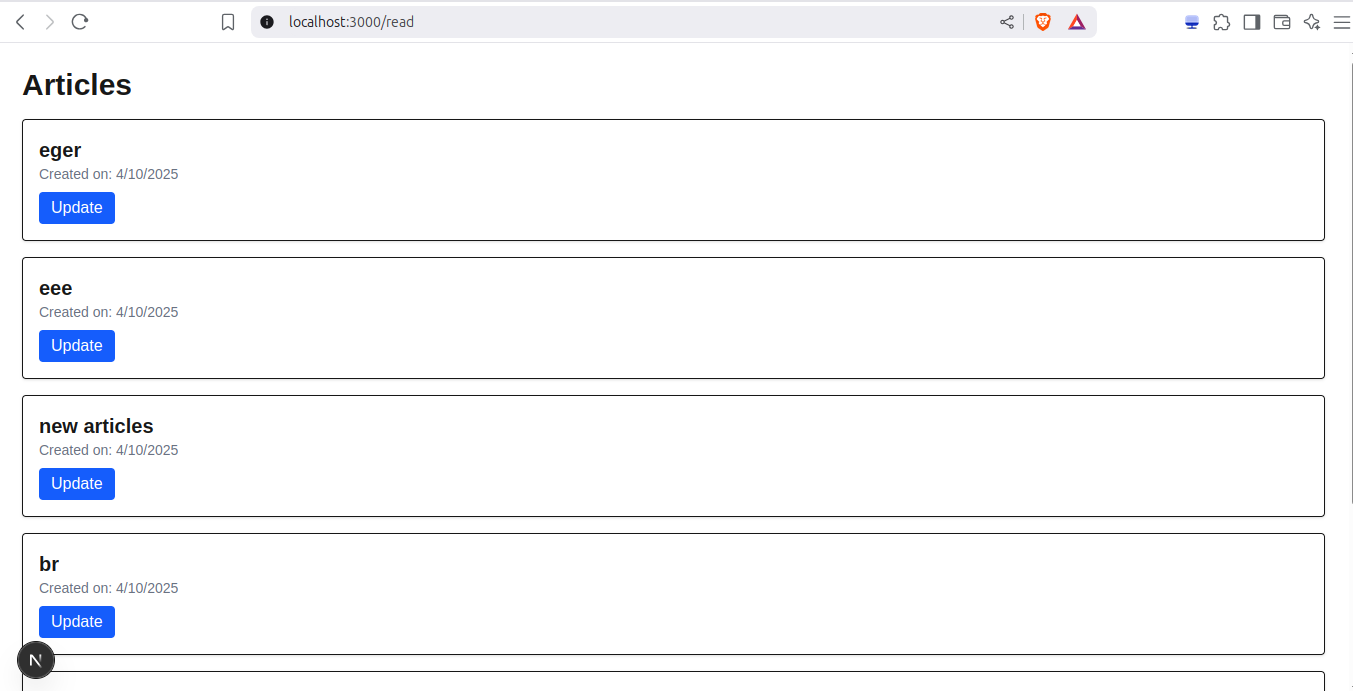 localhost:3000/read
Articles
eger
Created on: 4/10/2025
Update
eee
Created on: 4/10/2025
Update
new articles
Created on: 4/10/2025
Update
br
Created on: 4/10/2025
Update
N